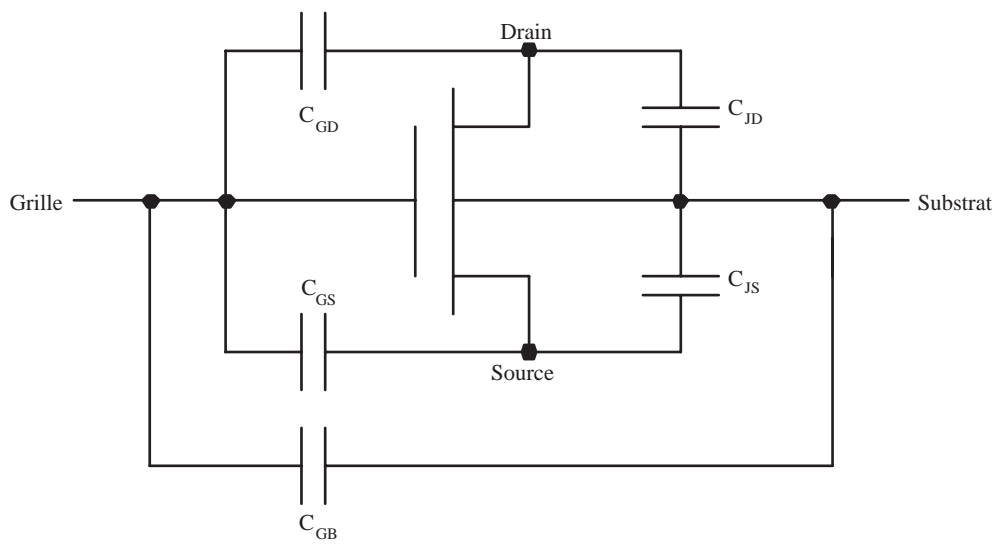 Drain
C_GD
C_JD
Grille
Substrat
C_GS
C_JS
Source
C_GB